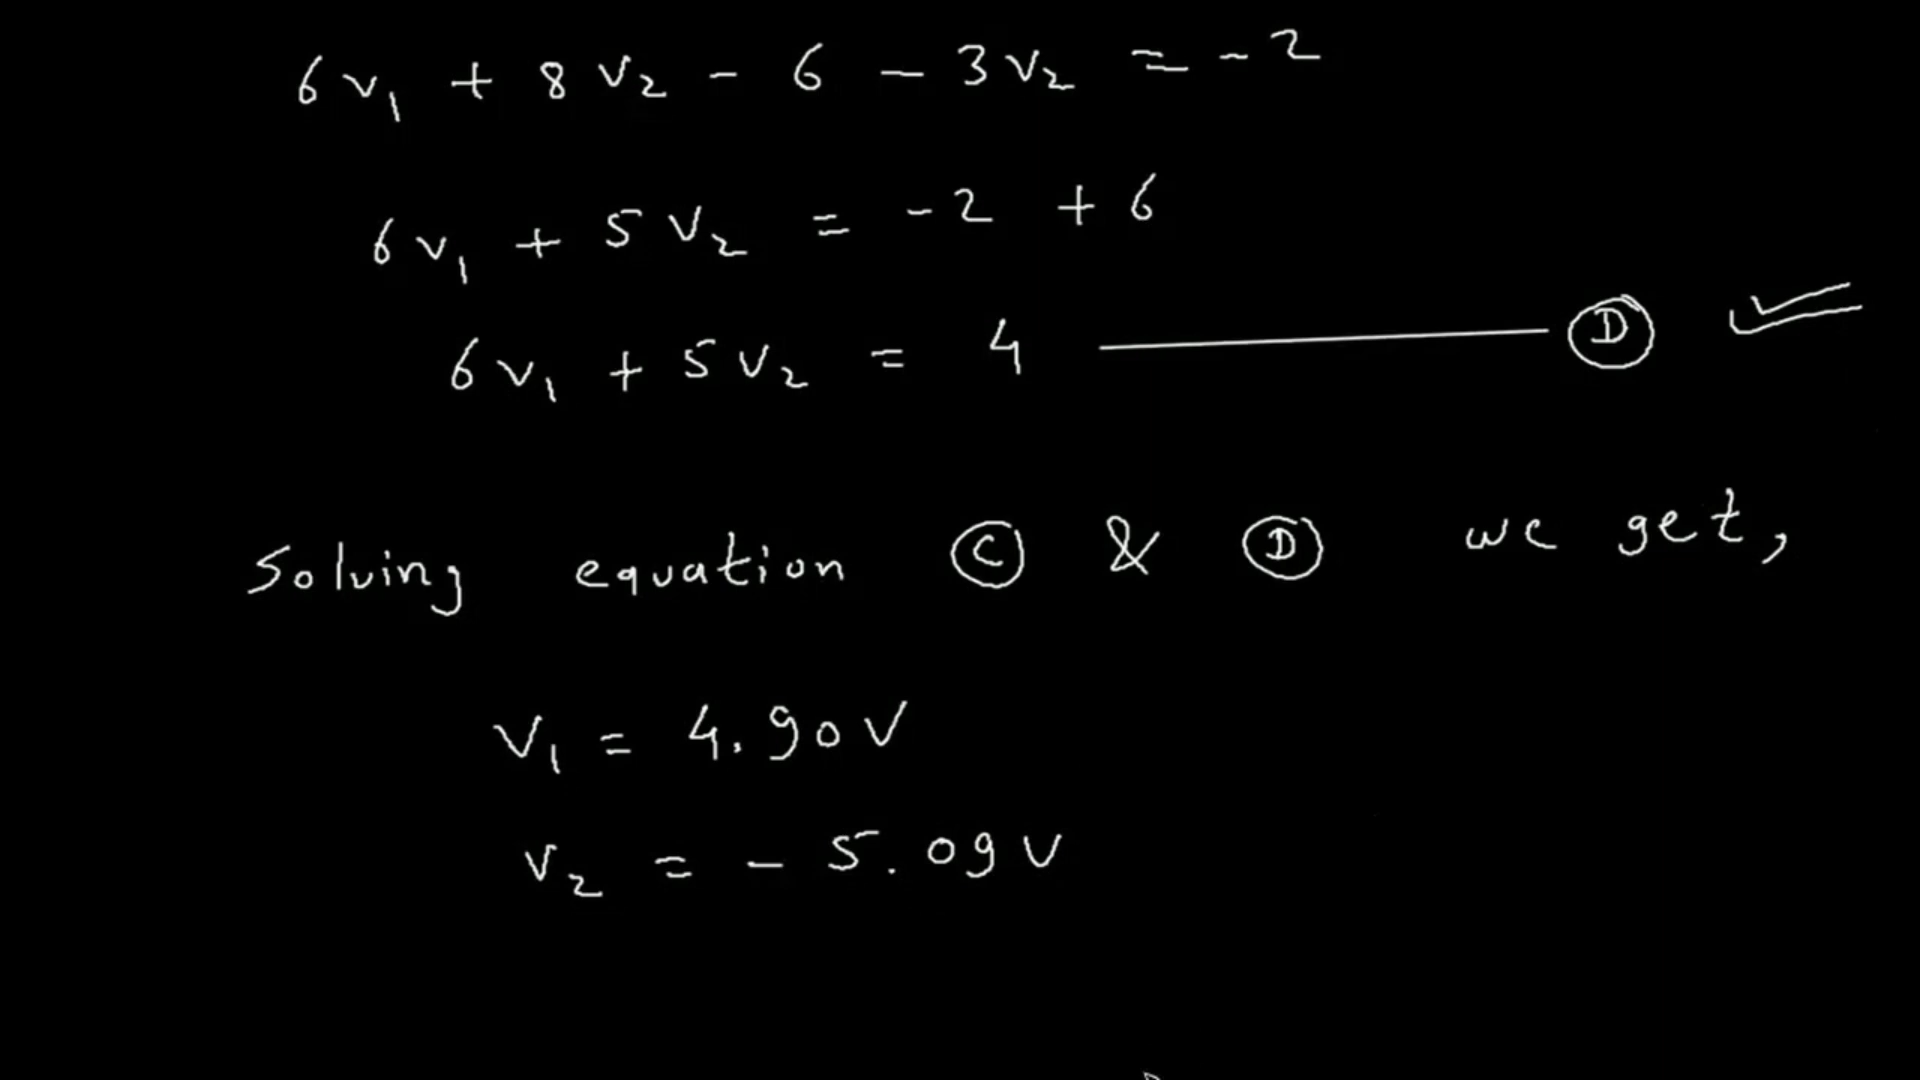 6v₁ + 8v₂ - 6 - 3v₂ = -2
6v₁ + 5v₂ = -2 + 6
6v₁ + 5v₂ = 4 ——— D ✓
Solving equation C & D we get,
V₁ = 4.90V
V₂ = - 5.09V